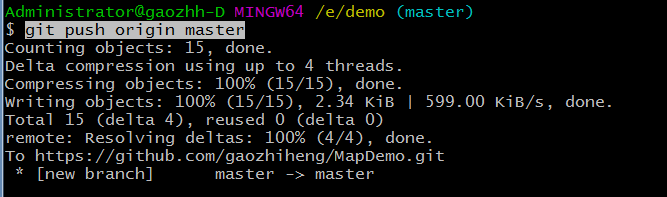 Administrator@gaozhh-D MINGW64 /e/demo (master)
$ git push origin master
Counting objects: 15, done.
Delta compression using up to 4 threads.
Compressing objects: 100% (15/15), done.
Writing objects: 100% (15/15), 2.34 KiB | 599.00 KiB/s, done.
Total 15 (delta 4), reused 0 (delta 0)
remote: Resolving deltas: 100% (4/4), done.
To https://github.com/gaozhiheng/MapDemo.git
 * [new branch]      master -> master